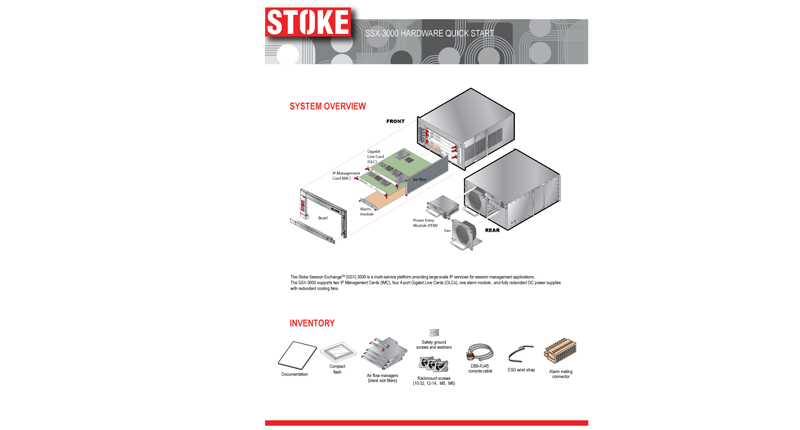 STOKE
SSX-3000 HARDWARE QUICK START
SYSTEM OVERVIEW
FRONT
Gigabit
Line Card
(GLC)
IP Management
Card (IMC)
Air filter
Alarm
module
STOKE
Bezel
Power Entry
Module (PEM)
Fan
REAR
The Stoke Session Exchange™ (SSX) 3000 is a multi-service platform providing large-scale IP services for session management applications.
The SSX-3000 supports two IP Management Cards (IMC), four 4-port Gigabit Line Cards (GLCs), one alarm module , and fully redundant DC power supplies
with redundant cooling fans.
INVENTORY
Documentation
Compact
flash
Air flow managers
(blank slot fillers)
Safety ground
screws and washers
Rackmount screws
(10-32, 12-14, M5, M6)
DB9-RJ45
console cable
ESD wrist strap
Alarm mating
connector